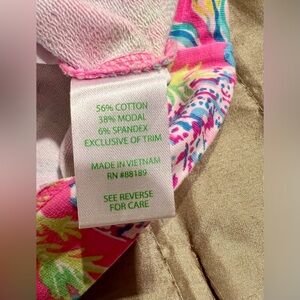 56% COTTON
38% MODAL
6% SPANDEX
EXCLUSIVE OF TRIM
MADE IN VIETNAM
RN #88189
SEE REVERSE
FOR CARE